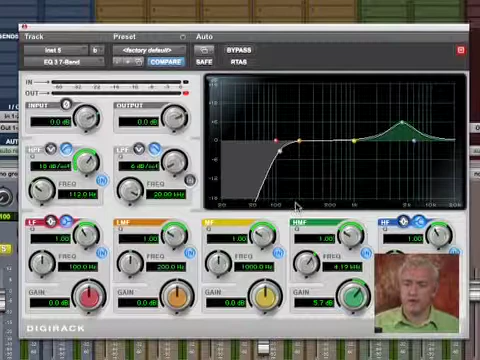 Track Preset Auto
Inst 5 b <factory default> BYPASS
EQ 3 7-Band COMPARE SAFE RTAS
IN
OUT
INPUT OUTPUT
0.0 dB 0.0 dB
HPF LPF
Q Q
18 dB/oct 6 dB/oct
IN IN
FREQ FREQ
112.0 Hz 20.00 kHz
LF LMF MF HMF HF
Q Q Q Q Q
1.00 1.00 1.00 1.00 1.00
FREQ FREQ FREQ FREQ
100.0 Hz 200.0 Hz 1000.0 Hz 4.19 kHz
GAIN GAIN GAIN GAIN
0.0 dB 0.0 dB 0.0 dB 5.7 dB
DIGIRACK